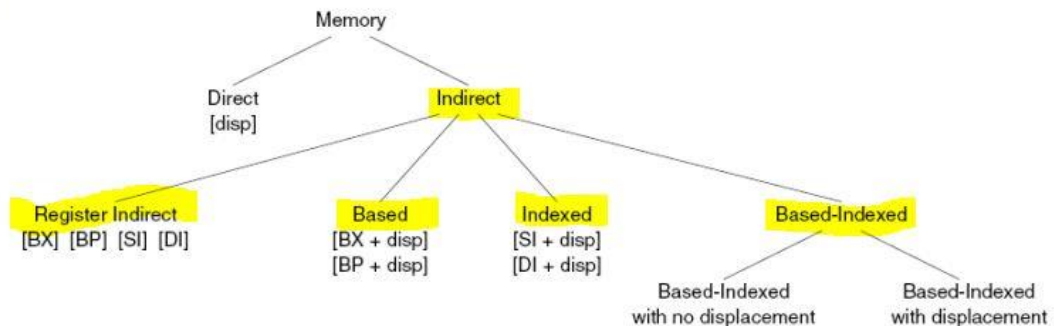 Memory
Direct
[disp]
Indirect
Register Indirect
[BX] [BP] [SI] [DI]
Based
[BX + disp]
[BP + disp]
Indexed
[SI + disp]
[DI + disp]
Based-Indexed
Based-Indexed
with no displacement
Based-Indexed
with displacement